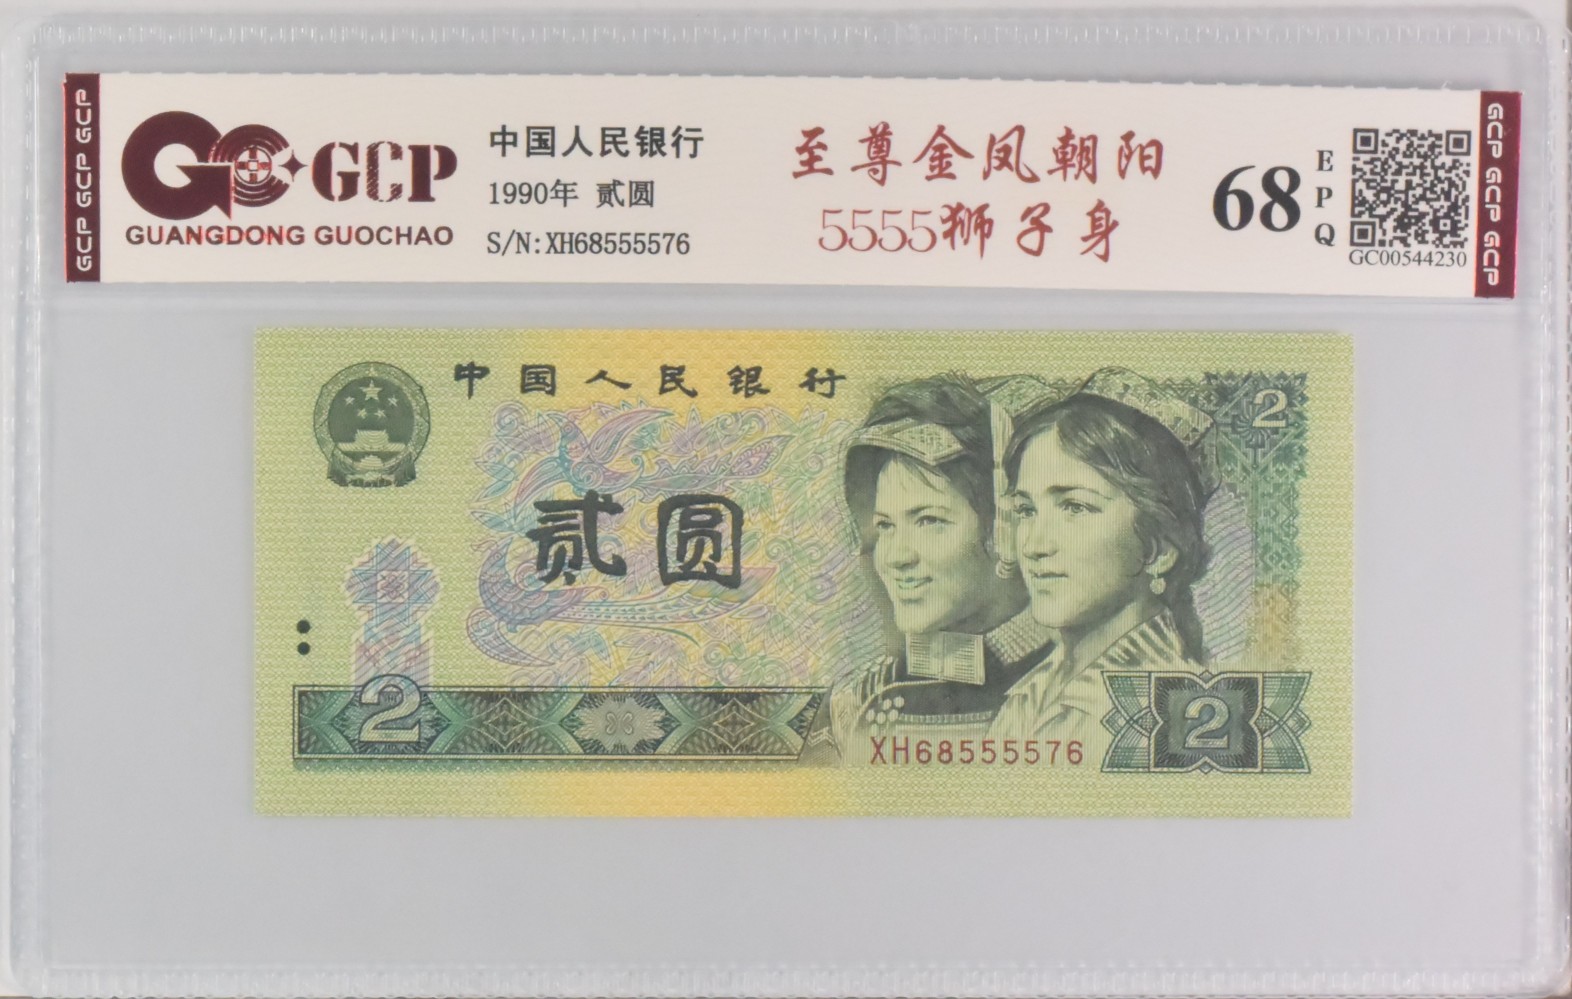 GCP GCP GCP
GCP
GUANGDONG GUOCHAO
中国人民银行
1990年 贰圆
S/N:XH68555576
至尊金凤朝阳
5555狮子身
68
EPQ
GC00544230
GCP GCP GCP
中国人民银行
2
贰圆
2
XH68555576
2